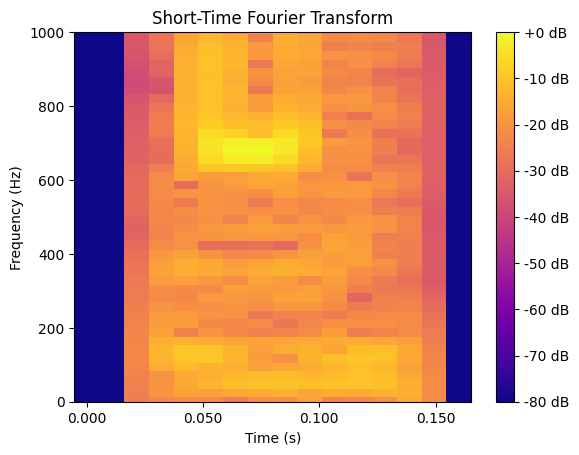 Short-Time Fourier Transform
1000
800
600
400
200
0
Frequency (Hz)
0.000
0.050
0.100
0.150
Time (s)
+0 dB
-10 dB
-20 dB
-30 dB
-40 dB
-50 dB
-60 dB
-70 dB
-80 dB